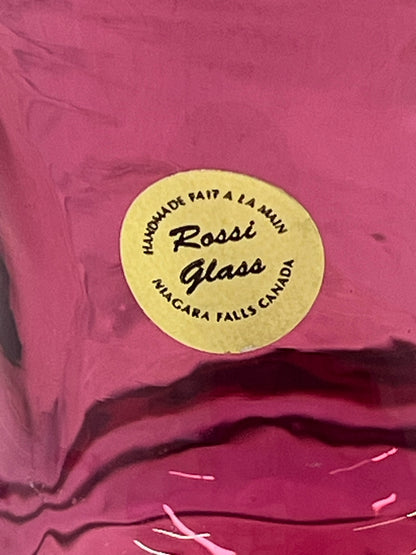 HANDMADE FAIT A LA MAIN
Rossi
Glass
NIAGARA FALLS CANADA